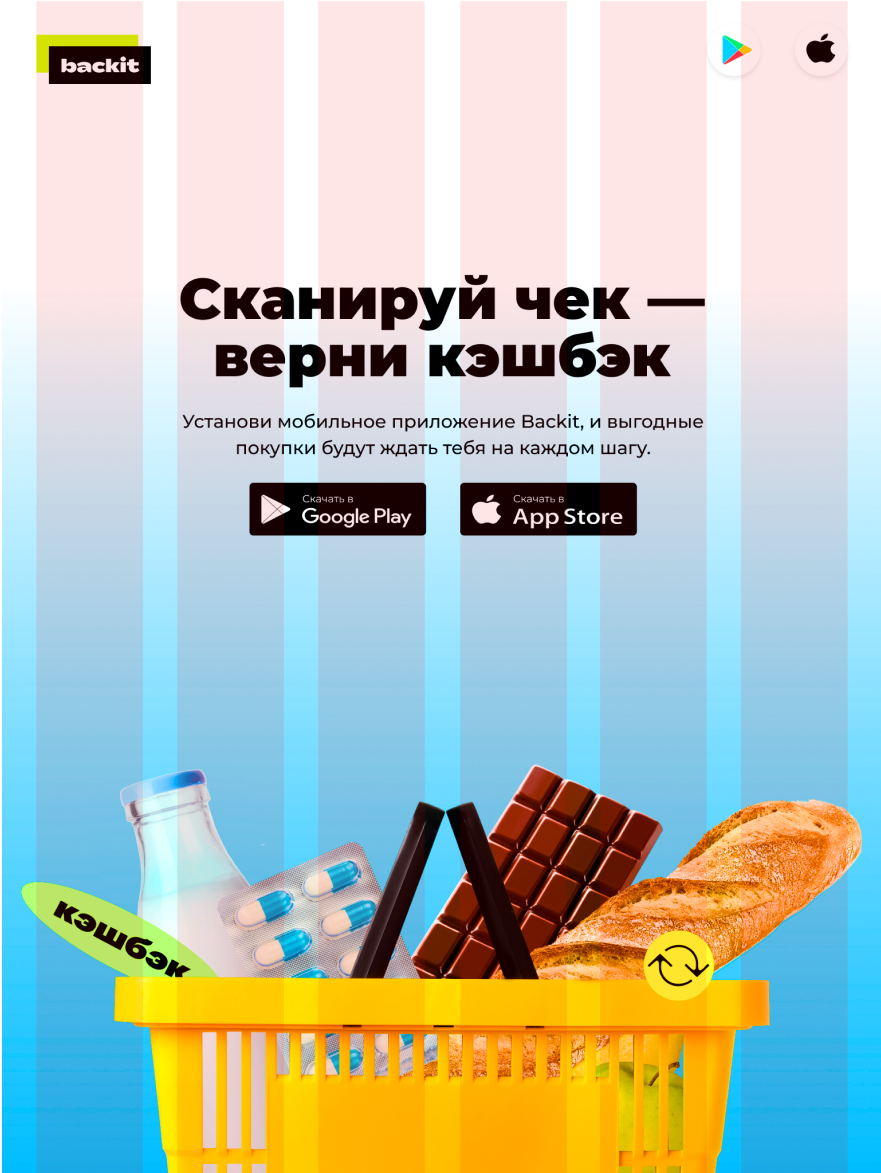 backit
Сканируй чек —
верни кэшбэк
Установи мобильное приложение Backit, и выгодные
покупки будут ждать тебя на каждом шагу.
Скачать в
Google Play
Скачать в
App Store
кэшбэк